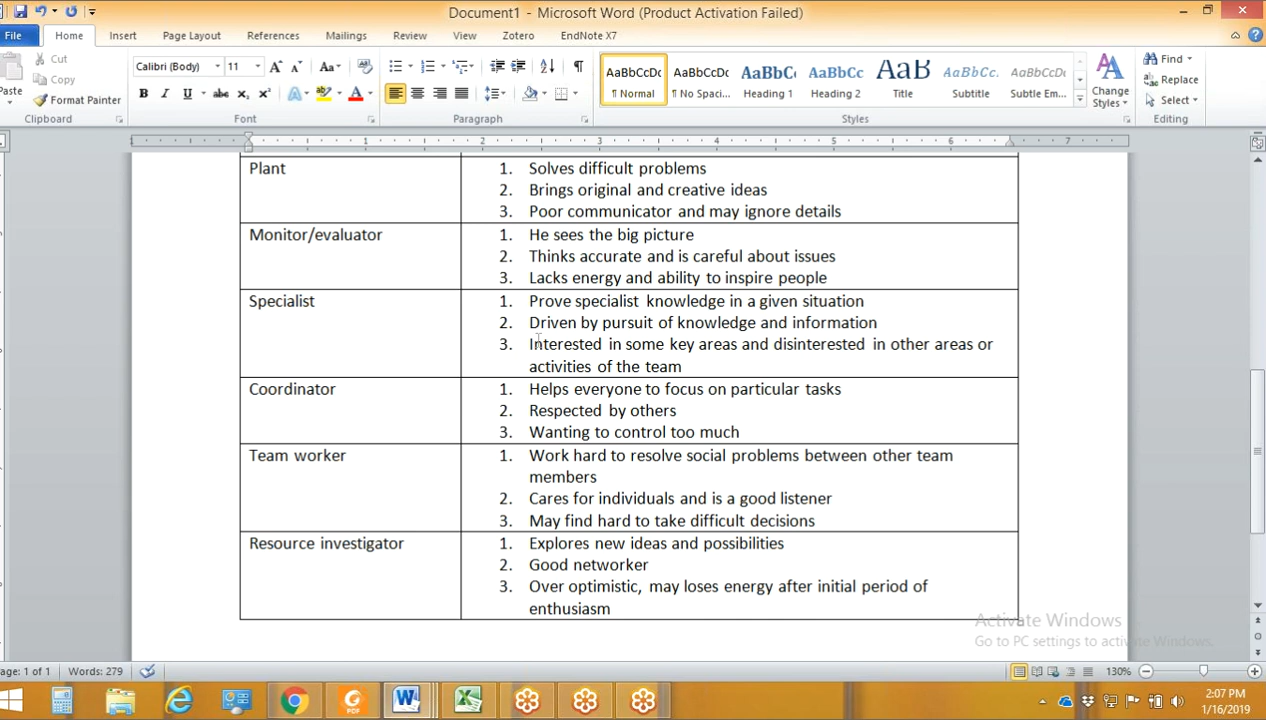 Document1 - Microsoft Word (Product Activation Failed)
File Home Insert Page Layout References Mailings Review View Zotero EndNote X7
Cut
Copy
Paste
Format Painter
Clipboard
Calibri (Body) 11
Font
Paragraph
AaBbCcDc AaBbCcDc AaBbC AaBbCc AaB AaBbCc. AaBbCcDc
¶ Normal ¶ No Spaci... Heading 1 Heading 2 Title Subtitle Subtle Em...
Change Styles
Styles
Find
Replace
Select
Editing
1 1 2 3 4 5 6 7
Plant
1. Solves difficult problems
2. Brings original and creative ideas
3. Poor communicator and may ignore details
Monitor/evaluator
1. He sees the big picture
2. Thinks accurate and is careful about issues
3. Lacks energy and ability to inspire people
Specialist
1. Prove specialist knowledge in a given situation
2. Driven by pursuit of knowledge and information
3. Interested in some key areas and disinterested in other areas or
activities of the team
Coordinator
1. Helps everyone to focus on particular tasks
2. Respected by others
3. Wanting to control too much
Team worker
1. Work hard to resolve social problems between other team
members
2. Cares for individuals and is a good listener
3. May find hard to take difficult decisions
Resource investigator
1. Explores new ideas and possibilities
2. Good networker
3. Over optimistic, may loses energy after initial period of
enthusiasm
Activate Windows
Go to PC settings to activate Windows.
age: 1 of 1 Words: 279 130%
2:07 PM
1/16/2019